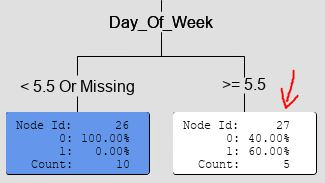 Day_Of_Week
< 5.5 Or Missing
>= 5.5
Node Id: 26
0: 100.00%
1: 0.00%
Count: 10
Node Id: 27
0: 40.00%
1: 60.00%
Count: 5